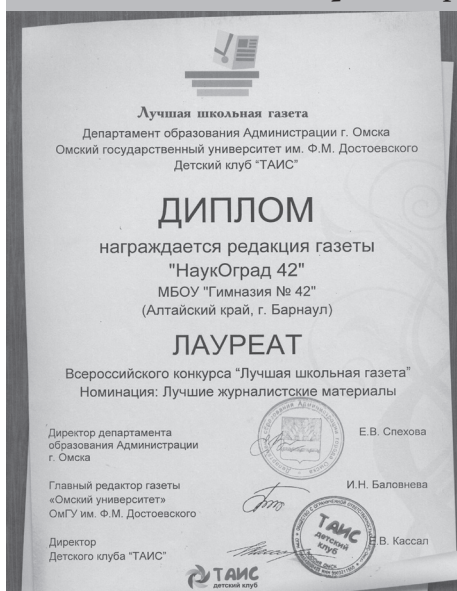 Лучшая школьная газета
Департамент образования Администрации г. Омска
Омский государственный университет им. Ф.М. Достоевского
Детский клуб "ТАИС"
ДИПЛОМ
награждается редакция газеты
"НаукОград 42"
МБОУ "Гимназия № 42"
(Алтайский край, г. Барнаул)
ЛАУРЕАТ
Всероссийского конкурса "Лучшая школьная газета"
Номинация: Лучшие журналистские материалы
Директор департамента
образования Администрации
г. Омска
Е.В. Спехова
Главный редактор газеты
«Омский университет»
ОмГУ им. Ф.М. Достоевского
И.Н. Баловнева
Директор
Детского клуба "ТАИС"
В. Кассал
ТАИС
детский
клуб
ТАИС
детский клуб